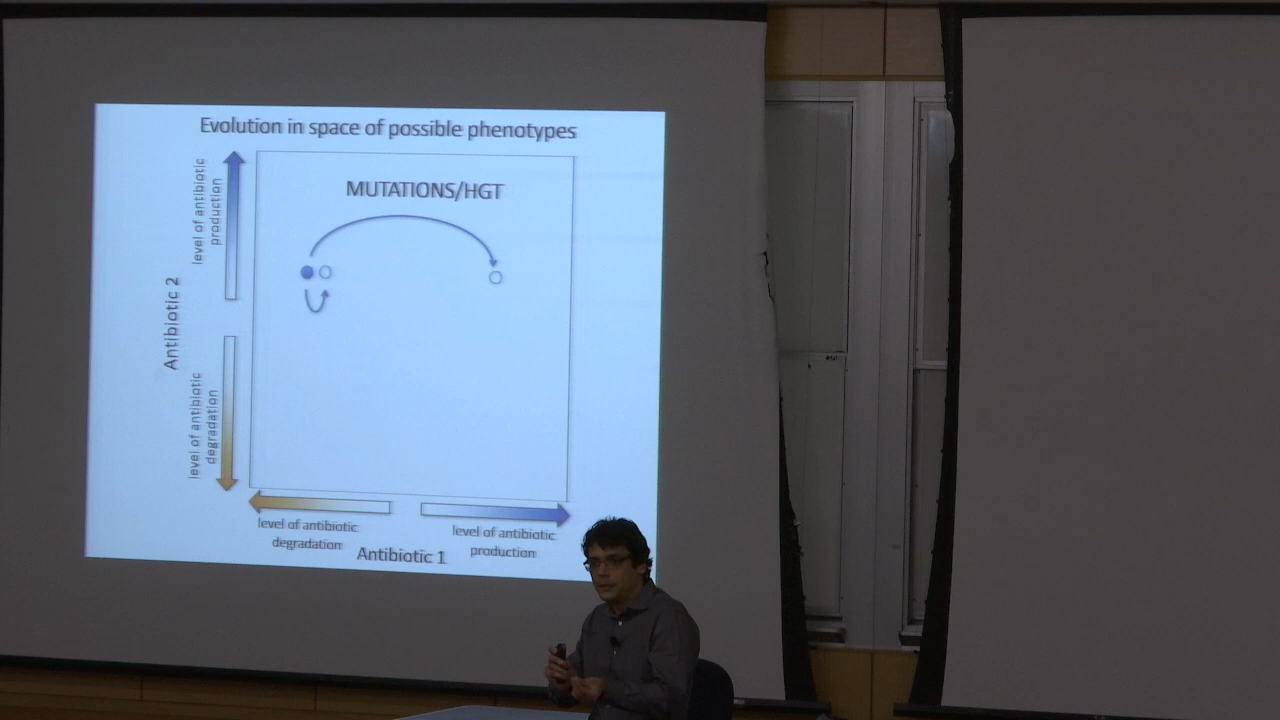 Evolution in space of possible phenotypes
MUTATIONS/HGT
level of antibiotic
production
Antibiotic 2
level of antibiotic
degradation
level of antibiotic
degradation
Antibiotic 1
level of antibiotic
production